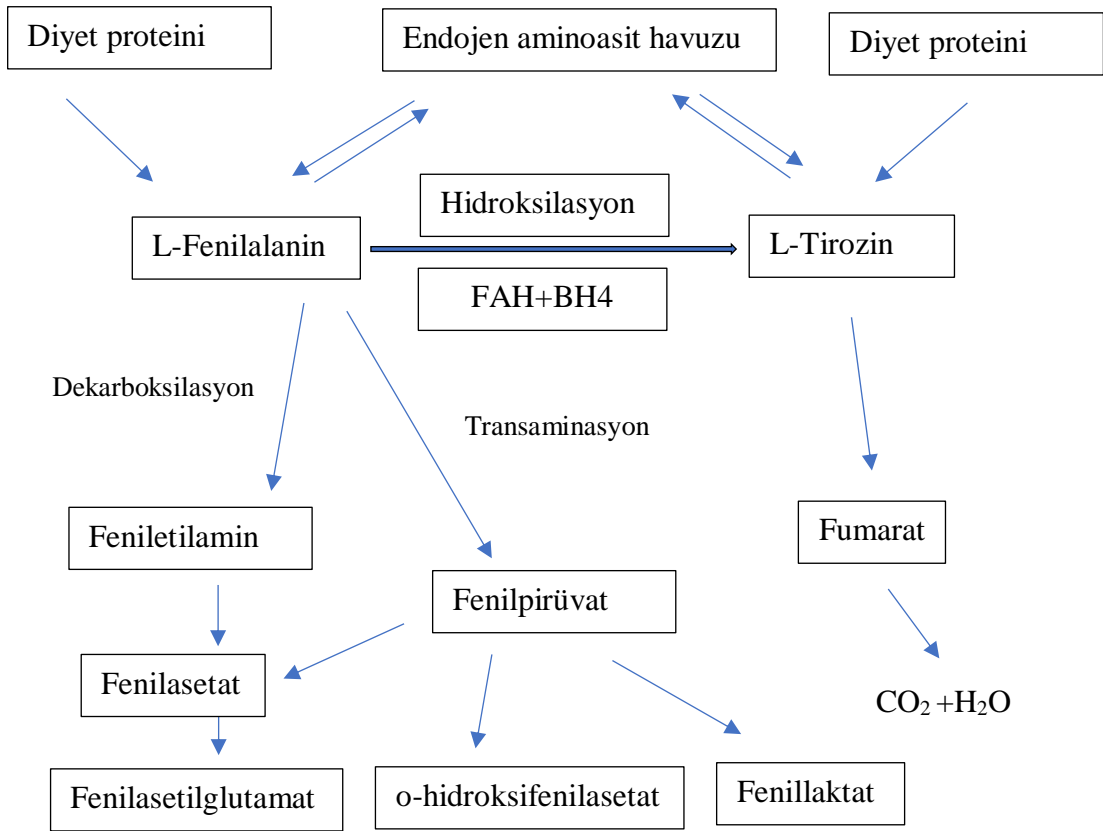 Diyet proteini
Endojen aminoasit havuzu
Diyet proteini
Hidroksilasyon
L-Fenilalanin
L-Tirozin
FAH+BH4
Dekarboksilasyon
Transaminasyon
Feniletilamin
Fumarat
Fenilpirüvat
Fenilasetat
CO₂ +H₂O
Fenilasetilglutamat
o-hidroksifenilasetat
Fenillaktat